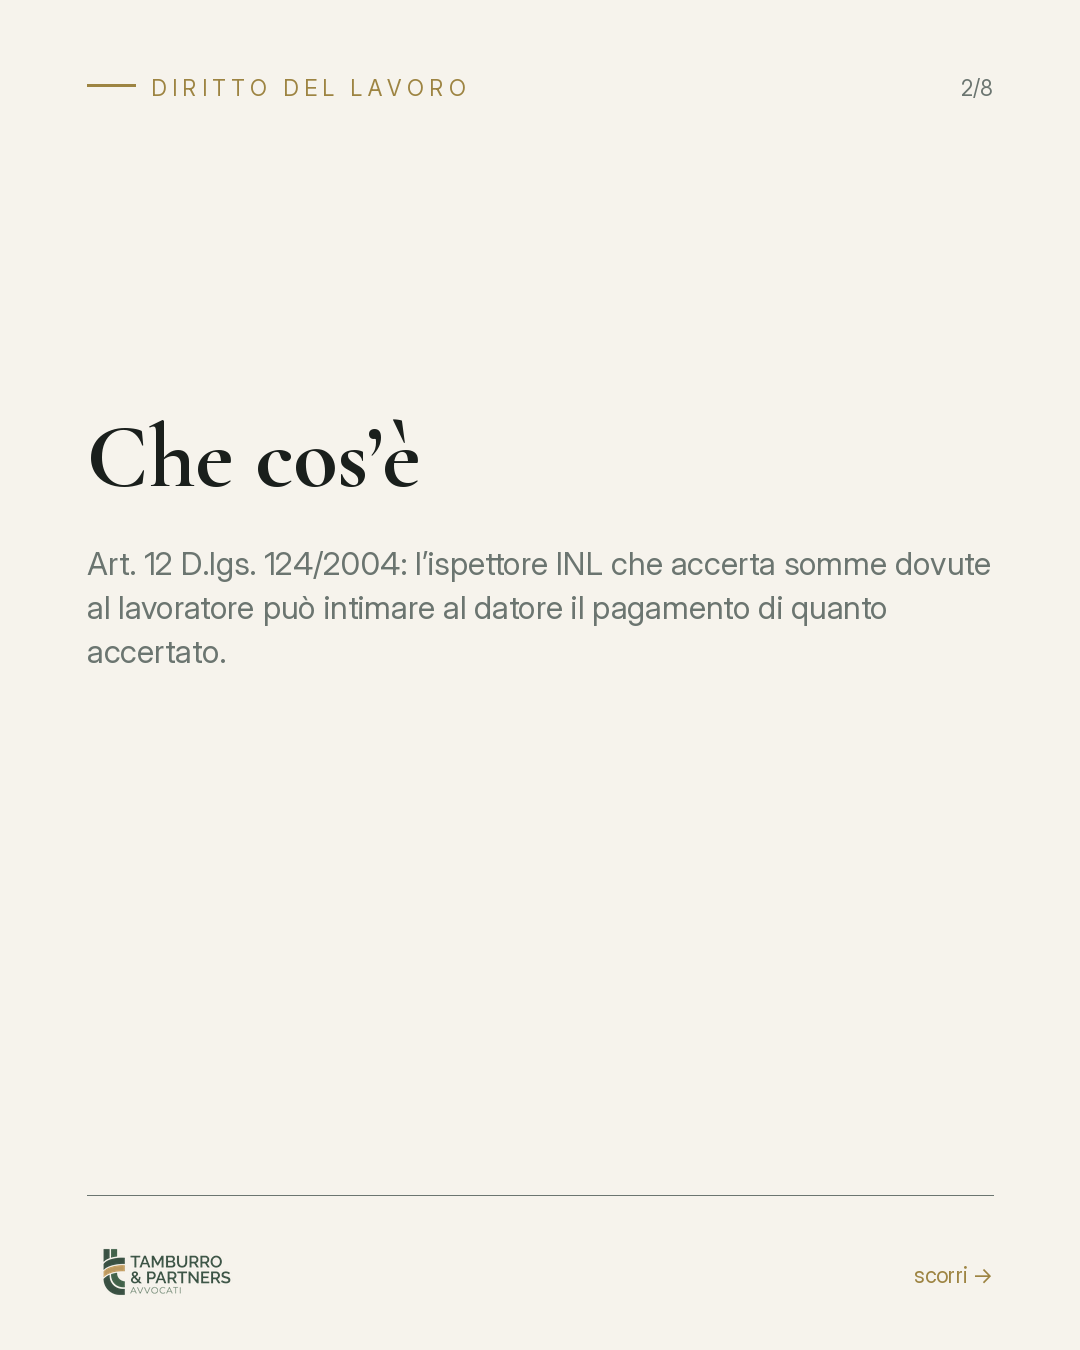 DIRITTO DEL LAVORO
2/8
Che cos’è
Art. 12 D.lgs. 124/2004: l’ispettore INL che accerta somme dovute
al lavoratore può intimare al datore il pagamento di quanto
accertato.
TAMBURRO
& PARTNERS
AVVOCATI
scorri →